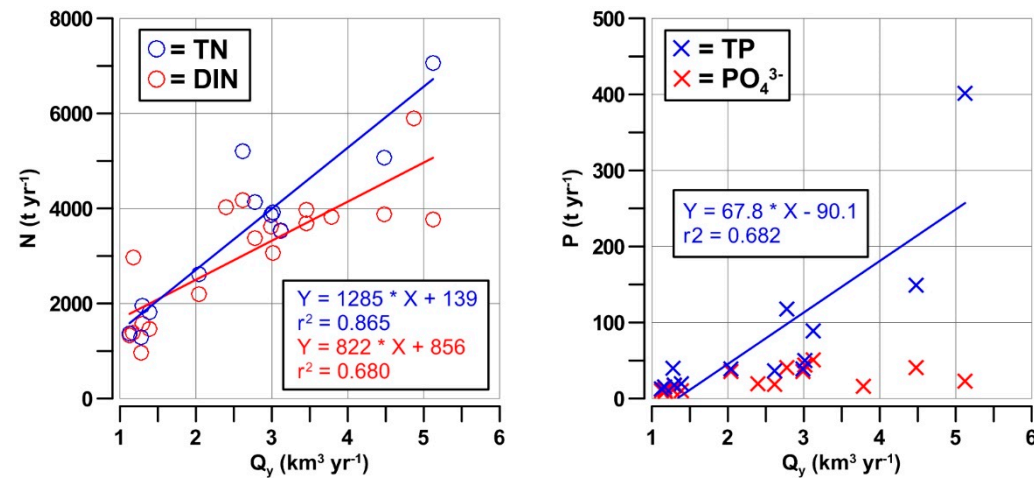 ○ = TN
○ = DIN
8000
6000
4000
2000
0
N (t yr⁻¹)
Y = 1285 * X + 139
r² = 0.865
Y = 822 * X + 856
r² = 0.680
1 2 3 4 5 6
Qy (km³ yr⁻¹)
× = TP
× = PO₄³⁻
500
400
300
200
100
0
P (t yr⁻¹)
Y = 67.8 * X - 90.1
r2 = 0.682
1 2 3 4 5 6
Qy (km³ yr⁻¹)